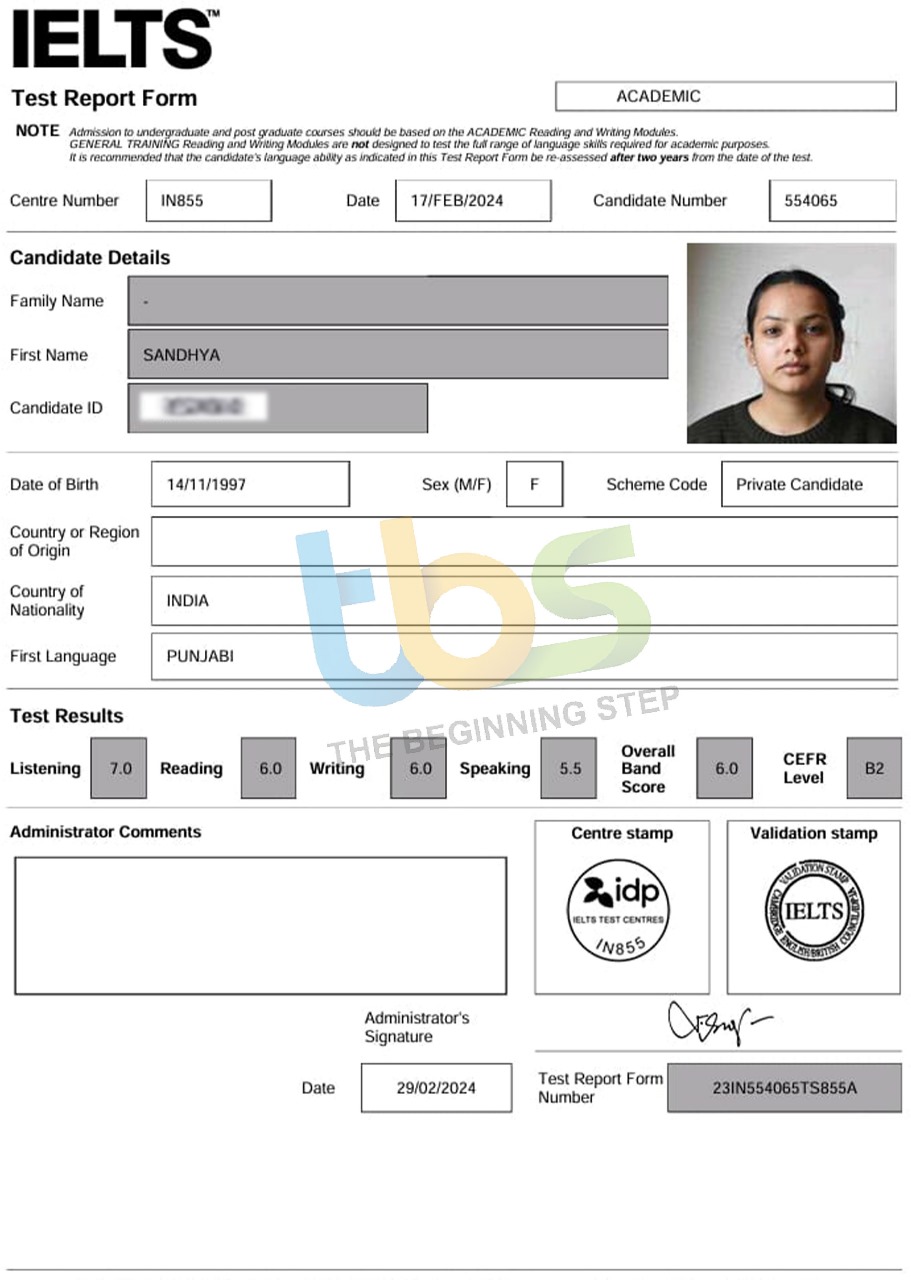 IELTS™
Test Report Form
ACADEMIC
NOTE Admission to undergraduate and post graduate courses should be based on the ACADEMIC Reading and Writing Modules.
GENERAL TRAINING Reading and Writing Modules are not designed to test the full range of language skills required for academic purposes.
It is recommended that the candidate's language ability as indicated in this Test Report Form be re-assessed after two years from the date of the test.
Centre Number IN855 Date 17/FEB/2024 Candidate Number 554065
Candidate Details
Family Name -
First Name SANDHYA
Candidate ID
Date of Birth 14/11/1997 Sex (M/F) F Scheme Code Private Candidate
Country or Region
of Origin
Country of
Nationality INDIA
First Language PUNJABI
tbs
THE BEGINNING STEP
Test Results
Listening 7.0 Reading 6.0 Writing 6.0 Speaking 5.5 Overall Band Score 6.0 CEFR Level B2
Administrator Comments
Centre stamp
idp
IELTS TEST CENTRES
IN855
Validation stamp
VALIDATION STAMP
IELTS
CAMBRIDGE ENGLISH BRITISH COUNCIL
Administrator's
Signature
Date 29/02/2024
Test Report Form
Number 23IN554065TS855A